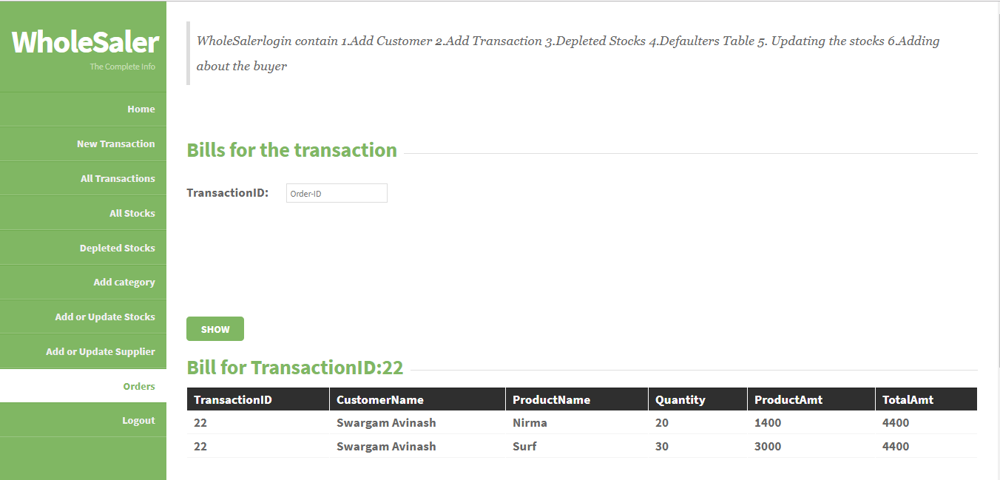 WholeSaler
The Complete Info
Home
New Transaction
All Transactions
All Stocks
Depleted Stocks
Add category
Add or Update Stocks
Add or Update Supplier
Orders
Logout
WholeSalerlogin contain 1.Add Customer 2.Add Transaction 3.Depleted Stocks 4.Defaulters Table 5. Updating the stocks 6.Adding
about the buyer
Bills for the transaction
TransactionID: Order-ID
SHOW
Bill for TransactionID:22
TransactionID CustomerName ProductName Quantity ProductAmt TotalAmt
22 Swargam Avinash Nirma 20 1400 4400
22 Swargam Avinash Surf 30 3000 4400